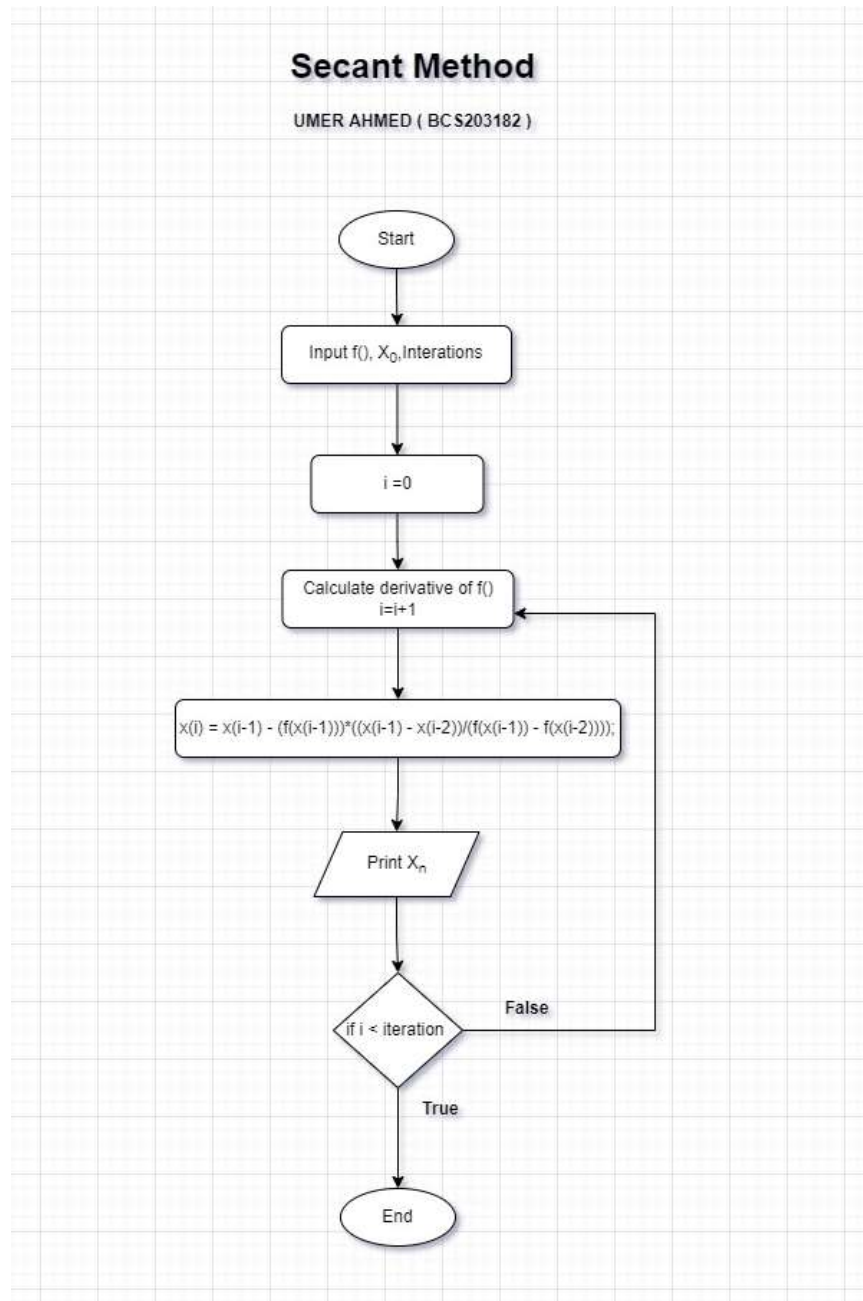 Secant Method
UMER AHMED ( BCS203182 )
Start
Input f(), X₀,Interations
i =0
Calculate derivative of f()
i=i+1
x(i) = x(i-1) - (f(x(i-1)))*((x(i-1) - x(i-2))/(f(x(i-1)) - f(x(i-2))));
Print Xₙ
if i < iteration
False
True
End